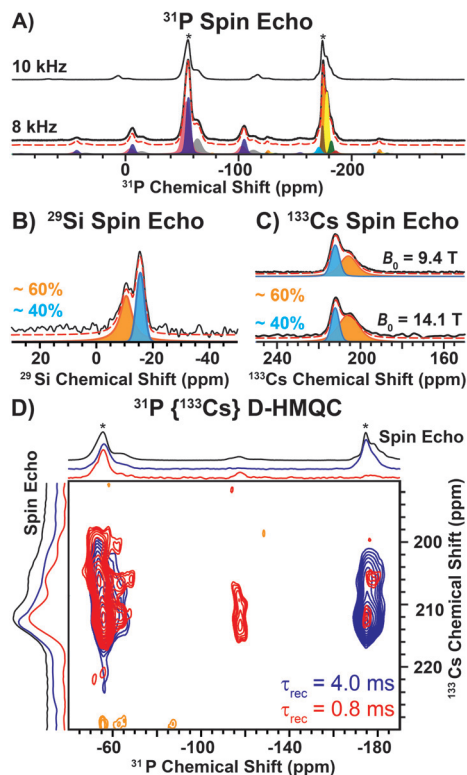 A) ³¹P Spin Echo
* *
10 kHz
8 kHz
0 -100 -200
³¹P Chemical Shift (ppm)
B) ²⁹Si Spin Echo
~ 60%
~ 40%
20 0 -20 -40
²⁹Si Chemical Shift (ppm)
C) ¹³³Cs Spin Echo
B₀ = 9.4 T
~ 60%
~ 40%
B₀ = 14.1 T
240 200 160
¹³³Cs Chemical Shift (ppm)
D) ³¹P {¹³³Cs} D-HMQC
* *
Spin Echo
Spin Echo
200
210
220
¹³³Cs Chemical Shift (ppm)
τrec = 4.0 ms
τrec = 0.8 ms
-60 -100 -140 -180
³¹P Chemical Shift (ppm)